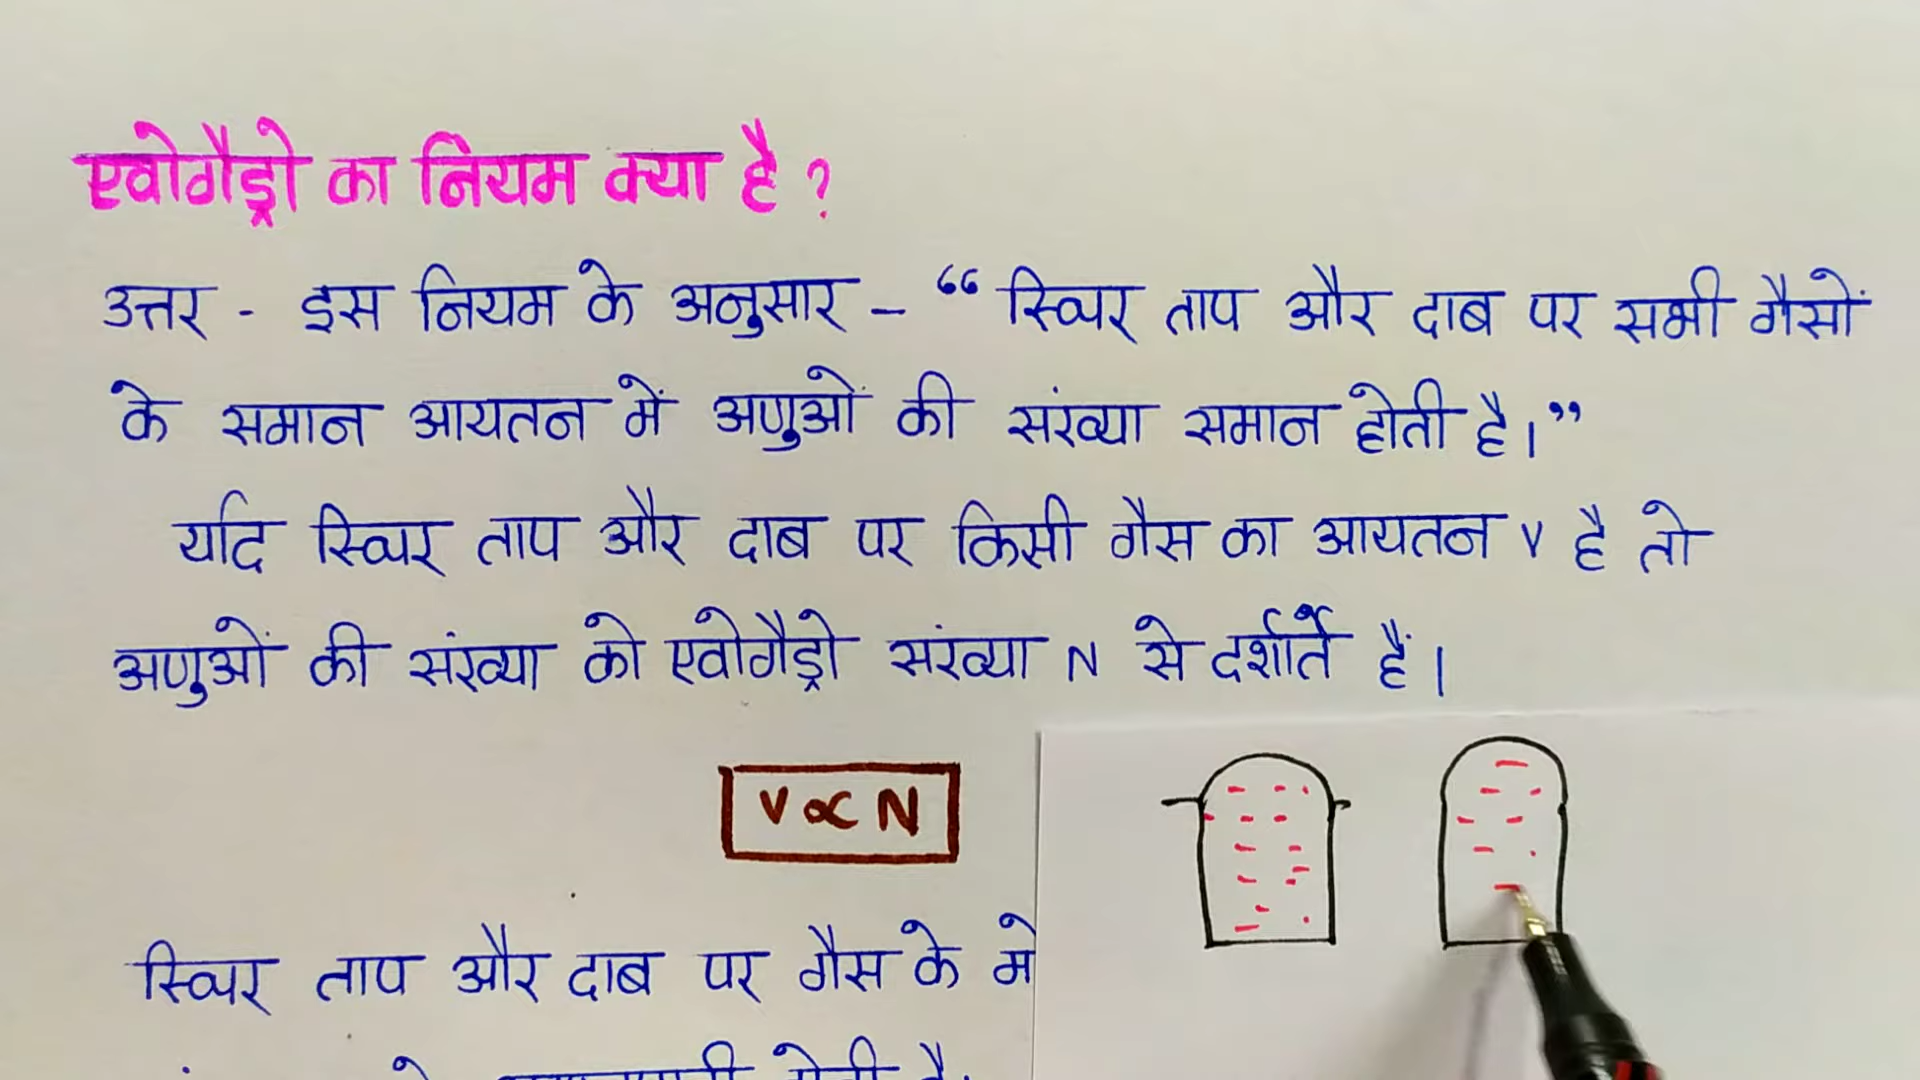 एवोगैड्रो का नियम क्या है ?
उत्तर - इस नियम के अनुसार - “ स्थिर ताप और दाब पर सभी गैसों
के समान आयतन में अणुओं की संख्या समान होती है।”
यदि स्थिर ताप और दाब पर किसी गैस का आयतन V है तो
अणुओं की संख्या को एवोगैड्रो संख्या N से दर्शाते हैं।
V ∝ N
स्थिर ताप और दाब पर गैस के